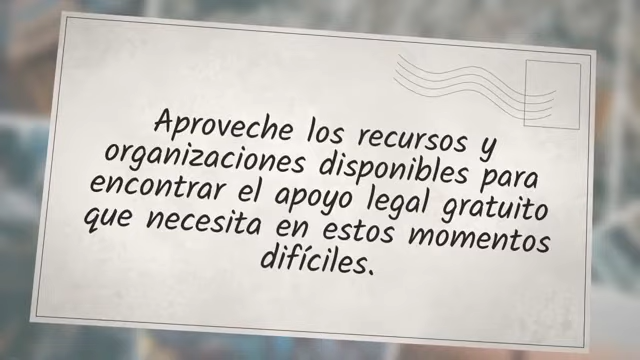 Aproveche los recursos y
organizaciones disponibles para
encontrar el apoyo legal gratuito
que necesita en estos momentos
difíciles.